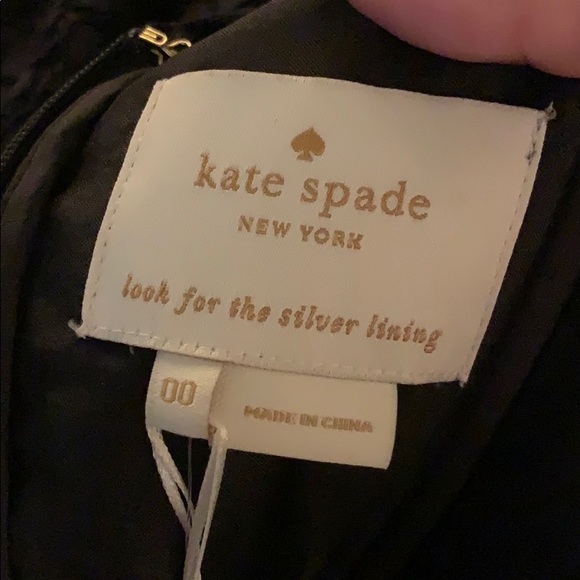 kate spade
NEW YORK
look for the silver lining
00
MADE IN CHINA